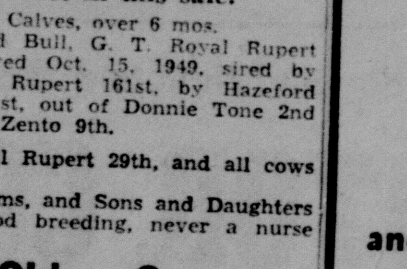 Calves, over 6 mos.
Bull, G. T. Royal Rupert
ed Oct. 15, 1949, sired by
Rupert 161st, by Hazeford
st, out of Donnie Tone 2nd
Zento 9th.
l Rupert 29th, and all cows
ms, and Sons and Daughters
od breeding, never a nurse
an